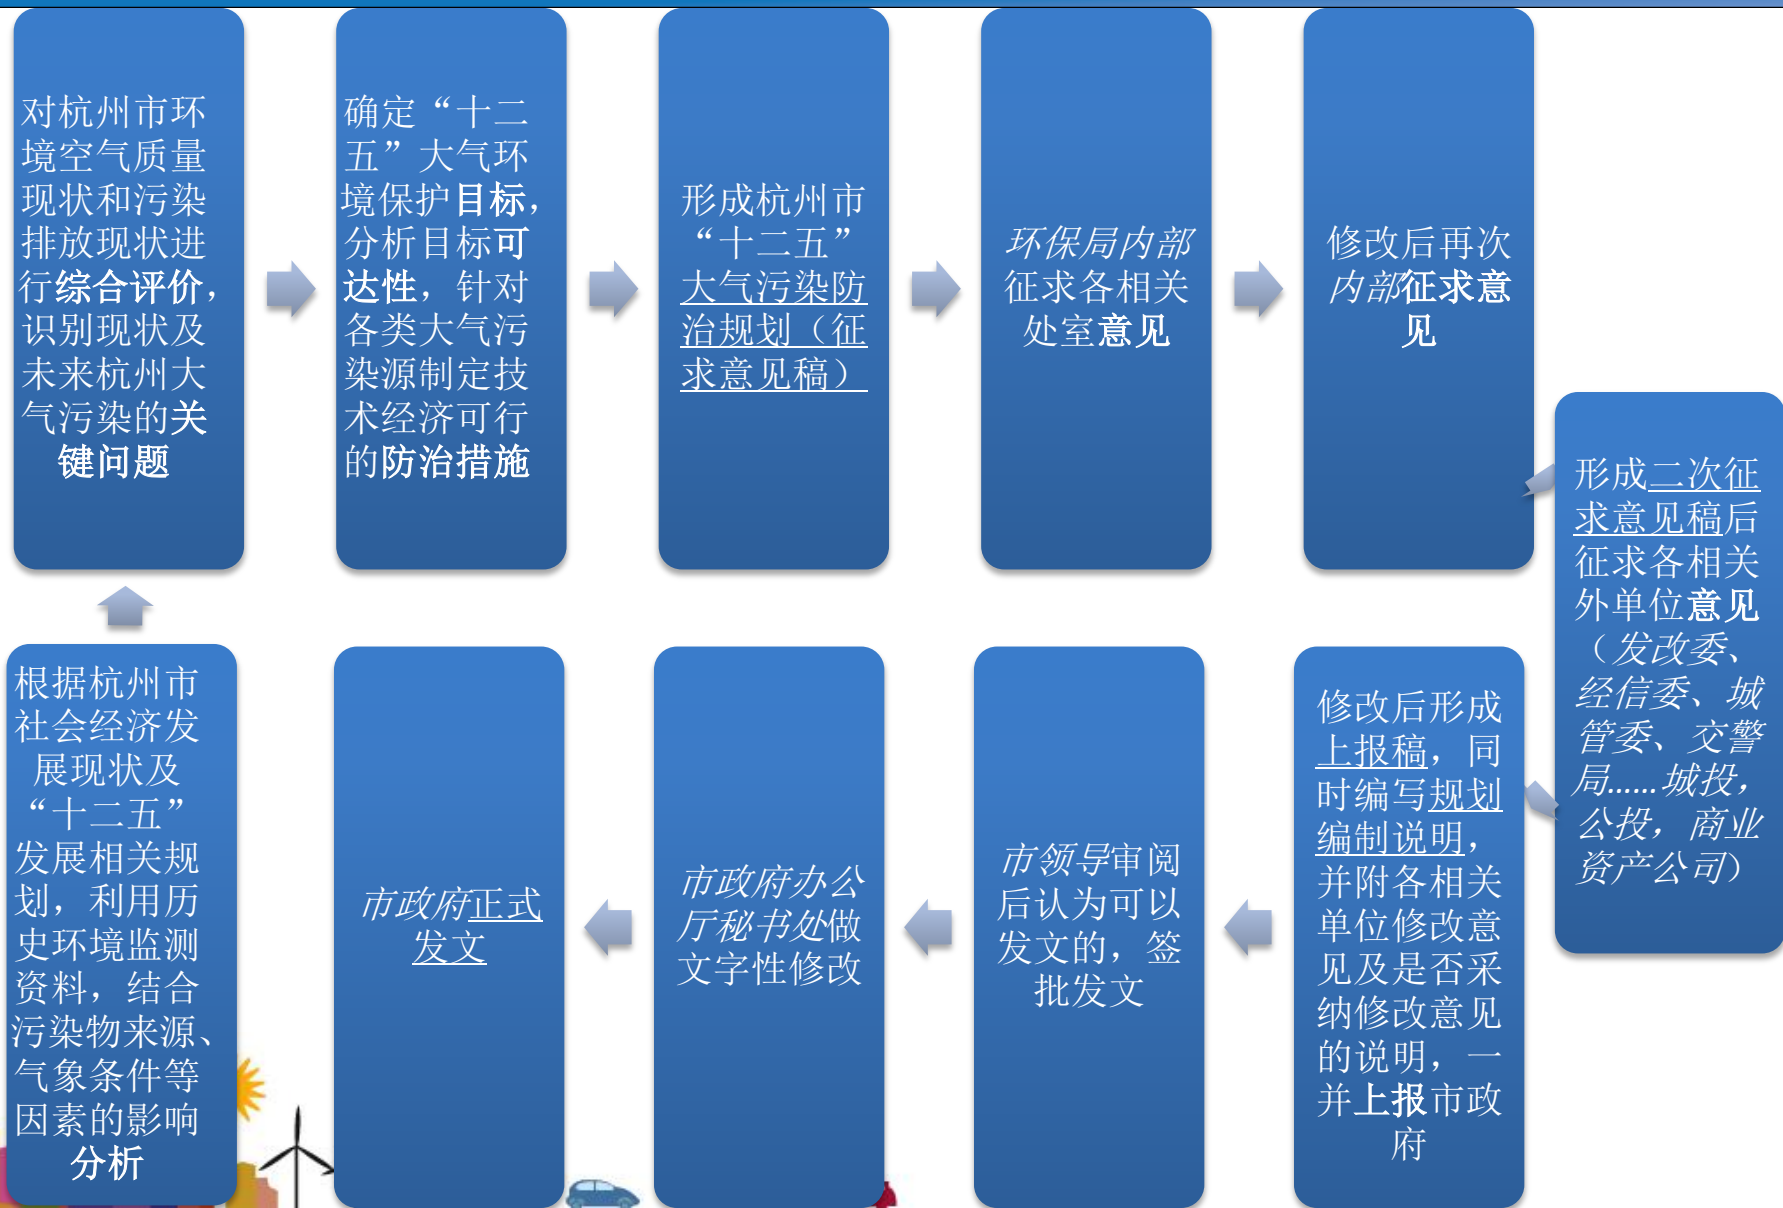 对杭州市环
境空气质量
现状和污染
排放现状进
行综合评价，
识别现状及
未来杭州大
气污染的关
键问题
确定“十二
五”大气环
境保护目标，
分析目标可
达性，针对
各类大气污
染源制定技
术经济可行
的防治措施
形成杭州市
“十二五”
大气污染防
治规划（征
求意见稿）
环保局内部
征求各相关
处室意见
修改后再次
内部征求意
见
形成二次征
求意见稿后
征求各相关
外单位意见
（发改委、
经信委、城
管委、交警
局……城投，
公投，商业
资产公司）
根据杭州市
社会经济发
展现状及
“十二五”
发展相关规
划，利用历
史环境监测
资料，结合
污染物来源、
气象条件等
因素的影响
分析
市政府正式
发文
市政府办公
厅秘书处做
文字性修改
市领导审阅
后认为可以
发文的，签
批发文
修改后形成
上报稿，同
时编写规划
编制说明，
并附各相关
单位修改意
见及是否采
纳修改意见
的说明，一
并上报市政
府